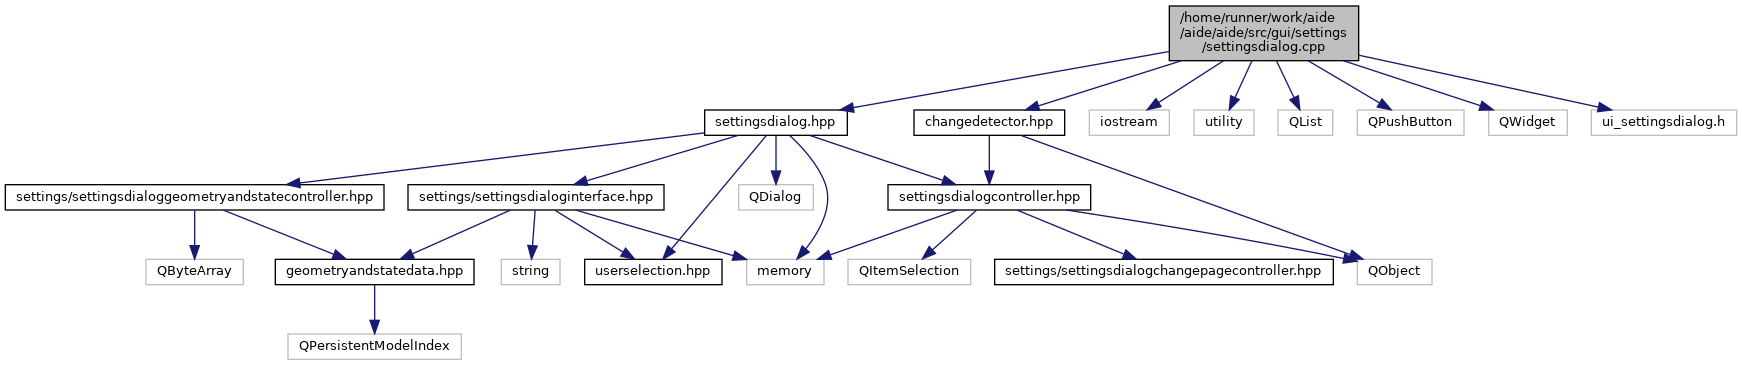 /home/runner/work/aide
/aide/aide/src/gui/settings
/settingsdialog.cpp
settingsdialog.hpp
changedetector.hpp
iostream
utility
QList
QPushButton
QWidget
ui_settingsdialog.h
settings/settingsdialoggeometryandstatecontroller.hpp
settings/settingsdialoginterface.hpp
QDialog
settingsdialogcontroller.hpp
QByteArray
geometryandstatedata.hpp
string
userselection.hpp
memory
QItemSelection
settings/settingsdialogchangepagecontroller.hpp
QObject
QPersistentModelIndex